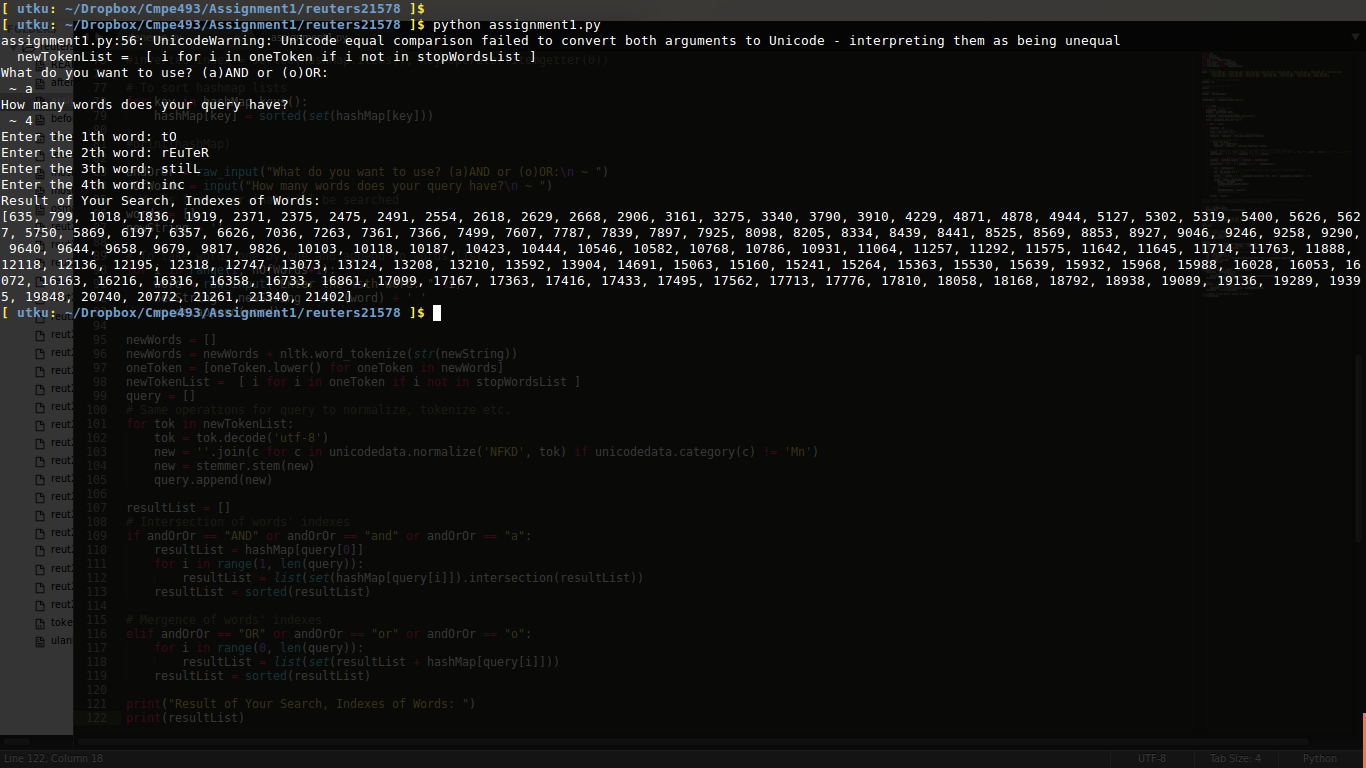 [ utku: ~/Dropbox/Cmpe493/Assignment1/reuters21578 ]$
[ utku: ~/Dropbox/Cmpe493/Assignment1/reuters21578 ]$ python assignment1.py
assignment1.py:56: UnicodeWarning: Unicode equal comparison failed to convert both arguments to Unicode - interpreting them as being unequal
newTokenList = [ i for i in oneToken if i not in stopWordsList ]
What do you want to use? (a)AND or (o)OR:
~ a
How many words does your query have?
~ 4
Enter the 1th word: tO
Enter the 2th word: rEuTeR
Enter the 3th word: stilL
Enter the 4th word: inc
Result of Your Search, Indexes of Words:
[635, 799, 1018, 1836, 1919, 2371, 2375, 2475, 2491, 2554, 2618, 2629, 2668, 2906, 3161, 3275, 3340, 3790, 3910, 4229, 4871, 4878, 4944, 5127, 5302, 5319, 5400, 5626, 562
7, 5750, 5869, 6197, 6357, 6626, 7036, 7263, 7361, 7366, 7499, 7607, 7787, 7839, 7897, 7925, 8098, 8205, 8334, 8439, 8441, 8525, 8569, 8853, 8927, 9046, 9246, 9258, 9290,
9640, 9644, 9658, 9679, 9817, 9826, 10103, 10118, 10187, 10423, 10444, 10546, 10582, 10768, 10786, 10931, 11064, 11257, 11292, 11575, 11642, 11645, 11714, 11763, 11888,
12118, 12136, 12195, 12318, 12747, 13073, 13124, 13208, 13210, 13592, 13904, 14691, 15063, 15160, 15241, 15264, 15363, 15530, 15639, 15932, 15968, 15988, 16028, 16053, 16
072, 16163, 16216, 16316, 16358, 16753, 16861, 17099, 17167, 17363, 17416, 17433, 17495, 17562, 17713, 17776, 17810, 18058, 18168, 18792, 18938, 19089, 19136, 19289, 1939
5, 19848, 20740, 20772, 21261, 21340, 21402]
[ utku: ~/Dropbox/Cmpe493/Assignment1/reuters21578 ]$
77 # To sort hashmap lists
79 hashMap[key] = sorted(set(hashMap[key]))
94
95 newWords = []
96 newWords = newWords + nltk.word_tokenize(str(newString))
97 oneToken = [oneToken.lower() for oneToken in newWords]
98 newTokenList = [ i for i in oneToken if i not in stopWordsList ]
99 query = []
100 # Same operations for query to normalize, tokenize etc.
101 for tok in newTokenList:
102 tok = tok.decode('utf-8')
103 new = ''.join(c for c in unicodedata.normalize('NFKD', tok) if unicodedata.category(c) != 'Mn')
104 new = stemmer.stem(new)
105 query.append(new)
106
107 resultList = []
108 # Intersection of words' indexes
109 if andOrOr == "AND" or andOrOr == "and" or andOrOr == "a":
110 resultList = hashMap[query[0]]
111 for i in range(1, len(query)):
112 resultList = list(set(hashMap[query[i]]).intersection(resultList))
113 resultList = sorted(resultList)
114
115 # Mergence of words' indexes
116 elif andOrOr == "OR" or andOrOr == "or" or andOrOr == "o":
117 for i in range(0, len(query)):
118 resultList = list(set(resultList + hashMap[query[i]]))
119 resultList = sorted(resultList)
120
121 print("Result of Your Search, Indexes of Words: ")
122 print(resultList)
Line 122, Column 18
UTF-8
Tab Size: 4
Python